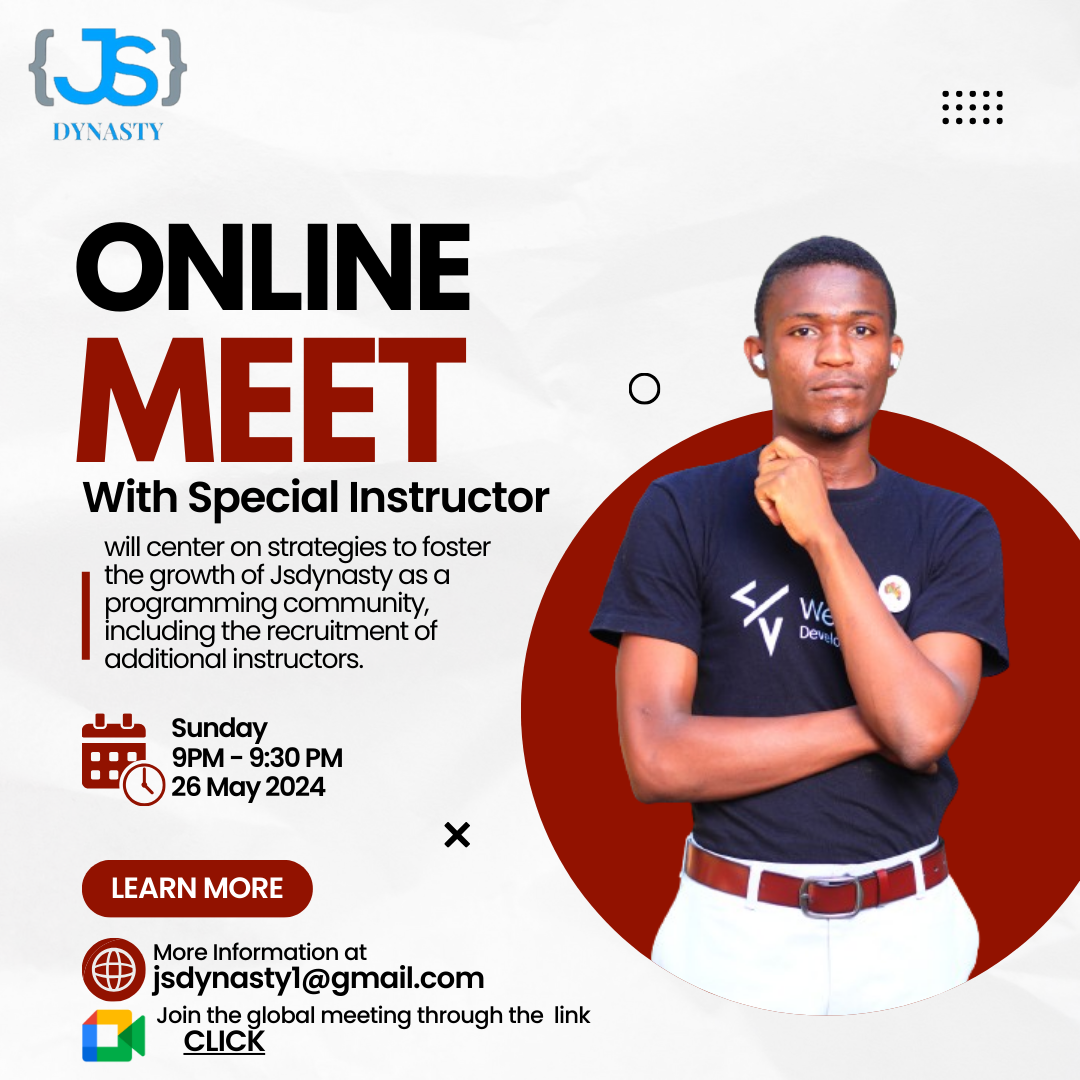 {JS}
DYNASTY
ONLINE
MEET
With Special Instructor
will center on strategies to foster
the growth of Jsdynasty as a
programming community,
including the recruitment of
additional instructors.
Sunday
9PM - 9:30 PM
26 May 2024
LEARN MORE
More Information at
jsdynasty1@gmail.com
Join the global meeting through the link
CLICK